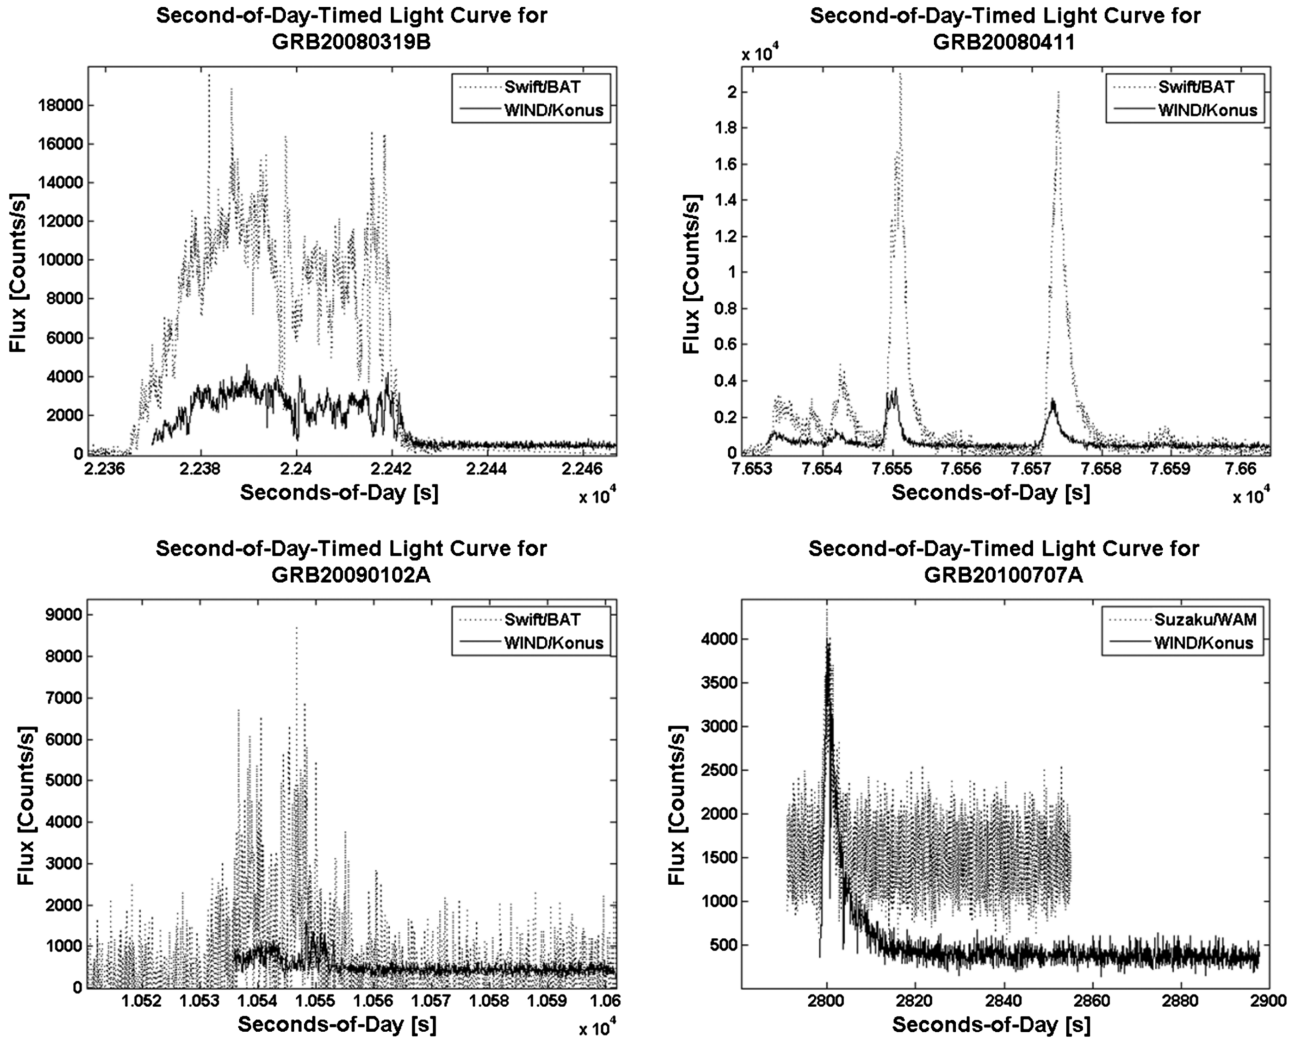 Second-of-Day-Timed Light Curve for
GRB20080319B
Swift/BAT
WIND/Konus
18000
16000
14000
12000
10000
8000
6000
4000
2000
0
Flux [Counts/s]
2.236
2.238
2.24
2.242
2.244
2.246
Seconds-of-Day [s]
x 10^4
Second-of-Day-Timed Light Curve for
GRB20080411
x 10^4
Swift/BAT
WIND/Konus
2
1.8
1.6
1.4
1.2
1
0.8
0.6
0.4
0.2
0
Flux [Counts/s]
7.653
7.654
7.655
7.656
7.657
7.658
7.659
7.66
Seconds-of-Day [s]
x 10^4
Second-of-Day-Timed Light Curve for
GRB20090102A
Swift/BAT
WIND/Konus
9000
8000
7000
6000
5000
4000
3000
2000
1000
0
Flux [Counts/s]
1.052
1.053
1.054
1.055
1.056
1.057
1.058
1.059
1.06
Seconds-of-Day [s]
x 10^4
Second-of-Day-Timed Light Curve for
GRB20100707A
Suzaku/WAM
WIND/Konus
4000
3500
3000
2500
2000
1500
1000
500
Flux [Counts/s]
2800
2820
2840
2860
2880
2900
Seconds-of-Day [s]